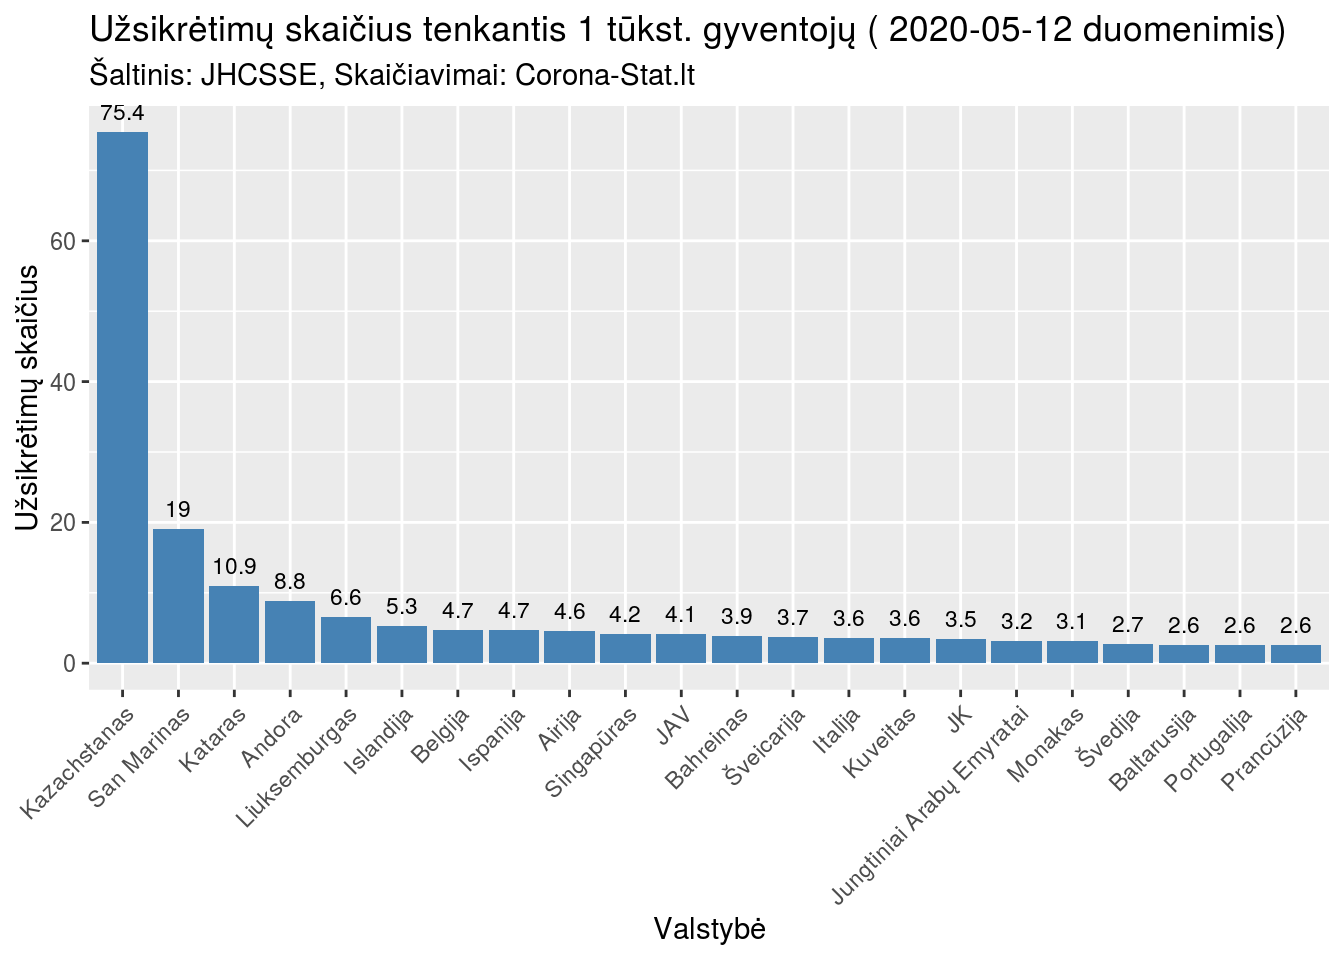 Užsikrėtimų skaičius tenkantis 1 tūkst. gyventojų ( 2020-05-12 duomenimis)
Šaltinis: JHCSSE, Skaičiavimai: Corona-Stat.lt
Užsikrėtimų skaičius
60
40
20
0
75.4
19
10.9
8.8
6.6
5.3
4.7
4.7
4.6
4.2
4.1
3.9
3.7
3.6
3.6
3.5
3.2
3.1
2.7
2.6
2.6
2.6
Kazachstanas
San Marinas
Kataras
Andora
Liuksemburgas
Islandija
Belgija
Ispanija
Airija
Singapūras
JAV
Bahreinas
Šveicarija
Italija
Kuveitas
JK
Jungtiniai Arabų Emyratai
Monakas
Švedija
Baltarusija
Portugalija
Prancūzija
Valstybė